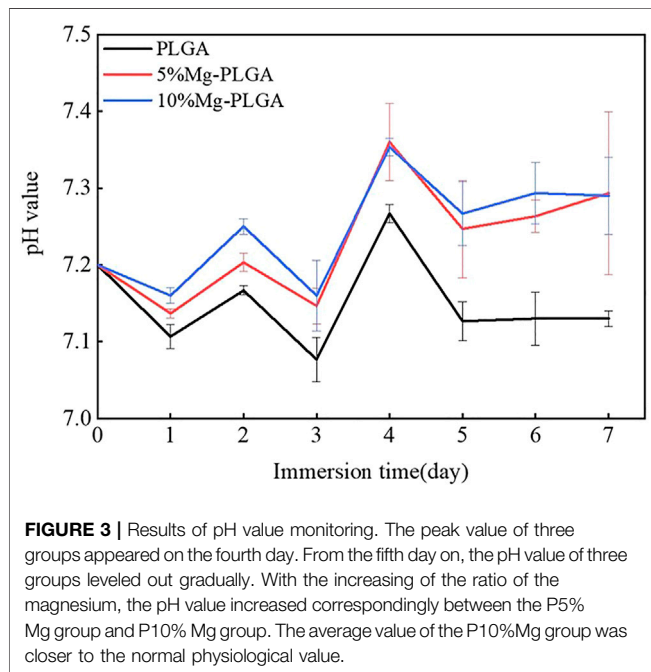 7.5
PLGA
5%Mg-PLGA
10%Mg-PLGA
7.4
7.3
7.2
7.1
7.0
pH value
0 1 2 3 4 5 6 7
Immersion time(day)
FIGURE 3 | Results of pH value monitoring. The peak value of three
groups appeared on the fourth day. From the fifth day on, the pH value of three
groups leveled out gradually. With the increasing of the ratio of the
magnesium, the pH value increased correspondingly between the P5%
Mg group and P10% Mg group. The average value of the P10%Mg group was
closer to the normal physiological value.